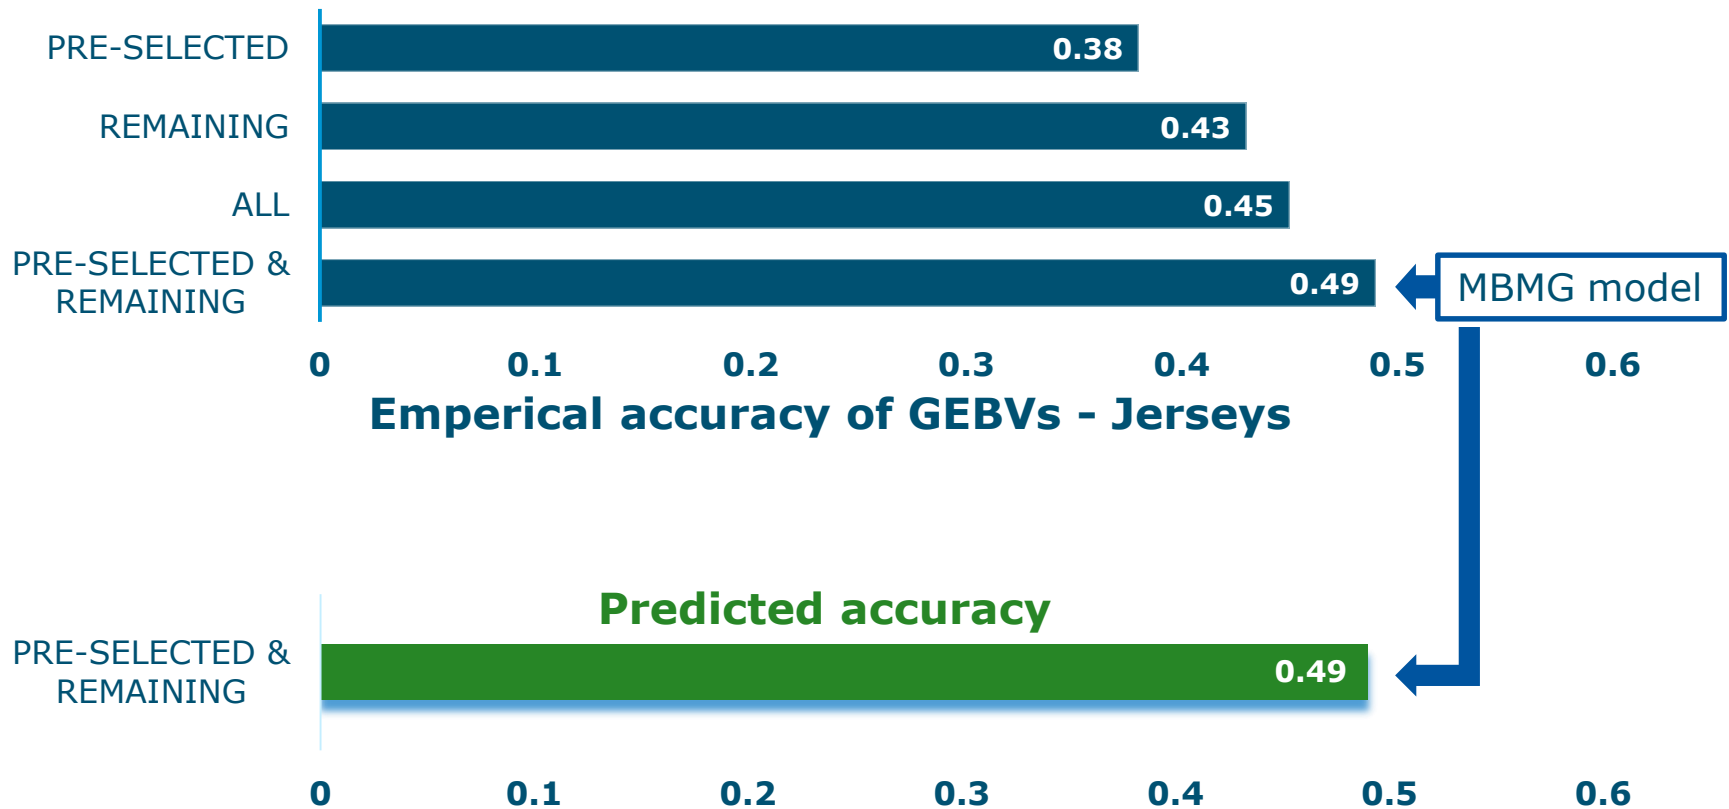 PRE-SELECTED
0.38
REMAINING
0.43
ALL
0.45
PRE-SELECTED &
REMAINING
0.49
MBMG model
0 0.1 0.2 0.3 0.4 0.5 0.6
Emperical accuracy of GEBVs - Jerseys
Predicted accuracy
PRE-SELECTED &
REMAINING
0.49
0 0.1 0.2 0.3 0.4 0.5 0.6